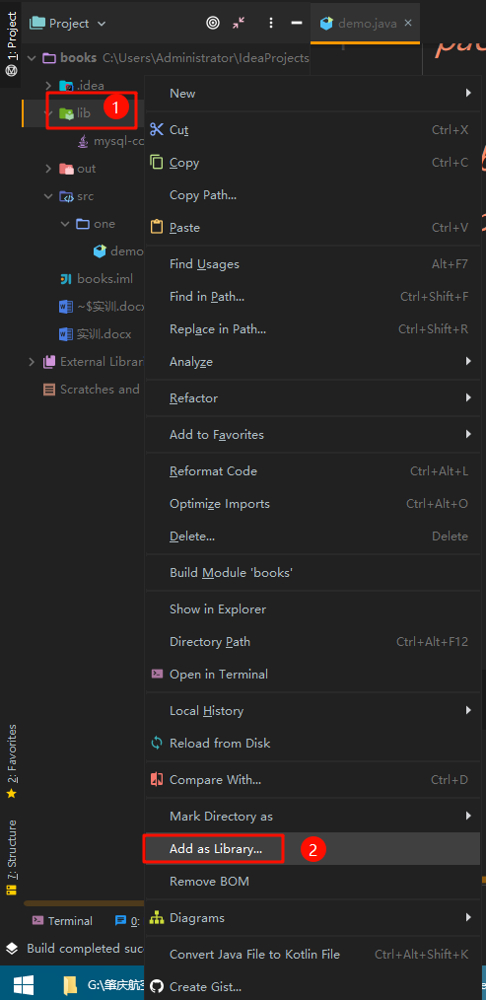 1: Project
Project
demo.java
books C:\Users\Administrator\IdeaProjects
.idea
lib
1
mysql-co
out
src
one
demo
books.iml
~$实训.docx
实训.docx
External Librar
Scratches and
New
Cut Ctrl+X
Copy Ctrl+C
Copy Path...
Paste Ctrl+V
Find Usages Alt+F7
Find in Path... Ctrl+Shift+F
Replace in Path... Ctrl+Shift+R
Analyze
Refactor
Add to Favorites
Reformat Code Ctrl+Alt+L
Optimize Imports Ctrl+Alt+O
Delete... Delete
Build Module 'books'
Show in Explorer
Directory Path Ctrl+Alt+F12
Open in Terminal
Local History
Reload from Disk
Compare With... Ctrl+D
Mark Directory as
Add as Library... 2
Remove BOM
Diagrams
Convert Java File to Kotlin File Ctrl+Alt+Shift+K
Create Gist...
2: Favorites
7: Structure
Terminal
0:
Build completed suc
G:\肇庆航空